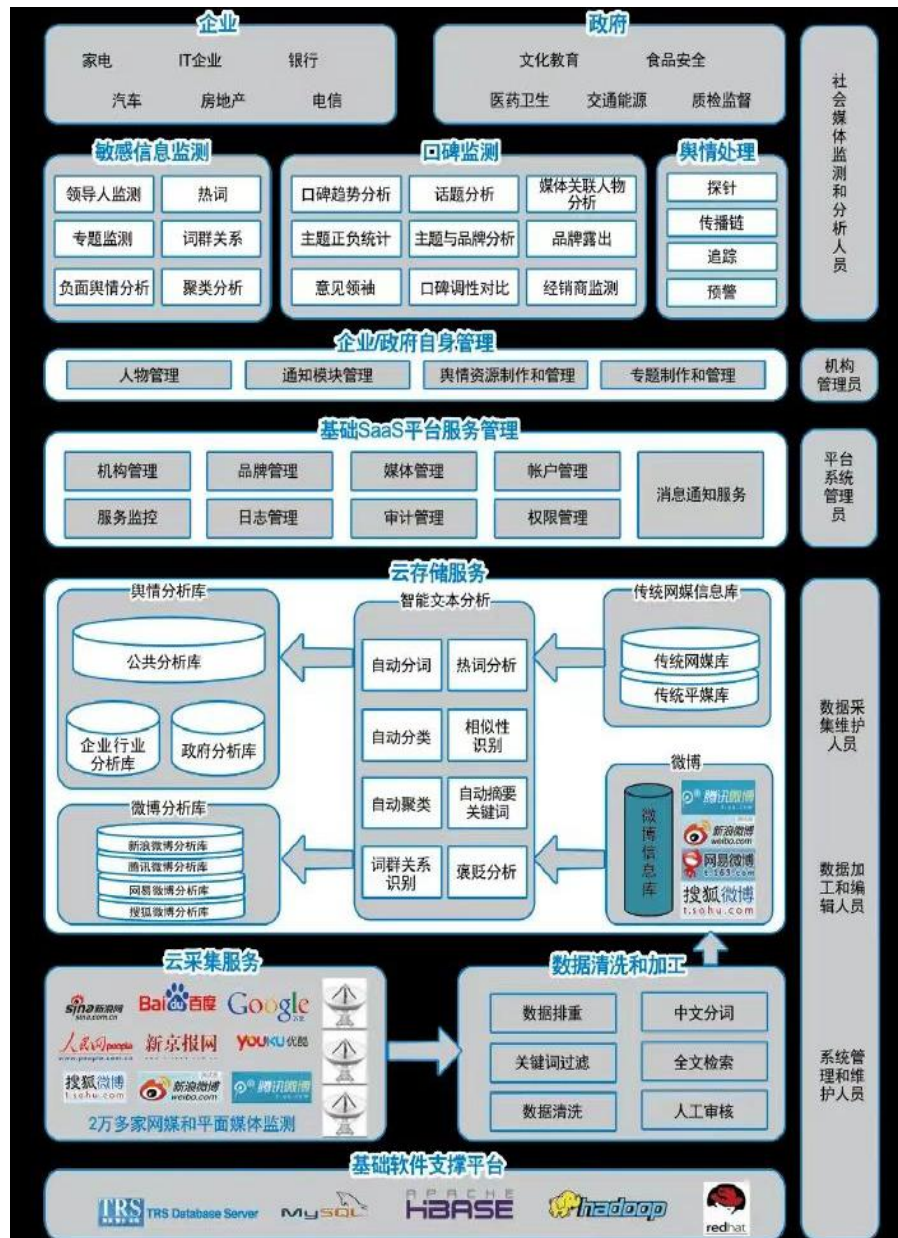 企业
家电
IT企业
银行
汽车
房地产
电信
政府
文化教育
食品安全
医药卫生
交通能源
质检监督
社会媒体监测和分析人员
敏感信息监测
领导人监测
热词
专题监测
词群关系
负面舆情分析
聚类分析
口碑监测
口碑趋势分析
话题分析
媒体关联人物
分析
主题正负统计
主题与品牌分析
品牌露出
意见领袖
口碑调性对比
经销商监测
舆情处理
探针
传播链
追踪
预警
企业/政府自身管理
人物管理
通知模块管理
舆情资源制作和管理
专题制作和管理
机构
管理员
基础SaaS平台服务管理
机构管理
品牌管理
媒体管理
帐户管理
服务监控
日志管理
审计管理
权限管理
消息通知服务
平台
系统
管理
员
云存储服务
舆情分析库
公共分析库
企业行业
分析库
政府分析库
微博分析库
新浪微博分析库
腾讯微博分析库
网易微博分析库
搜狐微博分析库
智能文本分析
自动分词
热词分析
自动分类
相似性
识别
自动聚类
自动摘要
关键词
词群关系
识别
褒贬分析
传统网媒信息库
传统网媒库
传统平媒库
微博
微博信息库
腾讯微博
新浪微博
weibo.com
网易微博
t.163.com
搜狐微博
t.sohu.com
数据采
集维护
人员
数据加
工和编
辑人员
系统管
理和维
护人员
云采集服务
sina新浪网
sina.com.cn
Bai du 百度
Google
人民网 people
www.people.com.cn
新京报网
YOUKU优酷
搜狐微博
t.sohu.com
新浪微博
weibo.com
腾讯微博
2万多家网媒和平面媒体监测
数据清洗和加工
数据排重
中文分词
关键词过滤
全文检索
数据清洗
人工审核
基础软件支撑平台
TRS
TRS Database Server
MySQL
APACHE
HBASE
hadoop
redhat